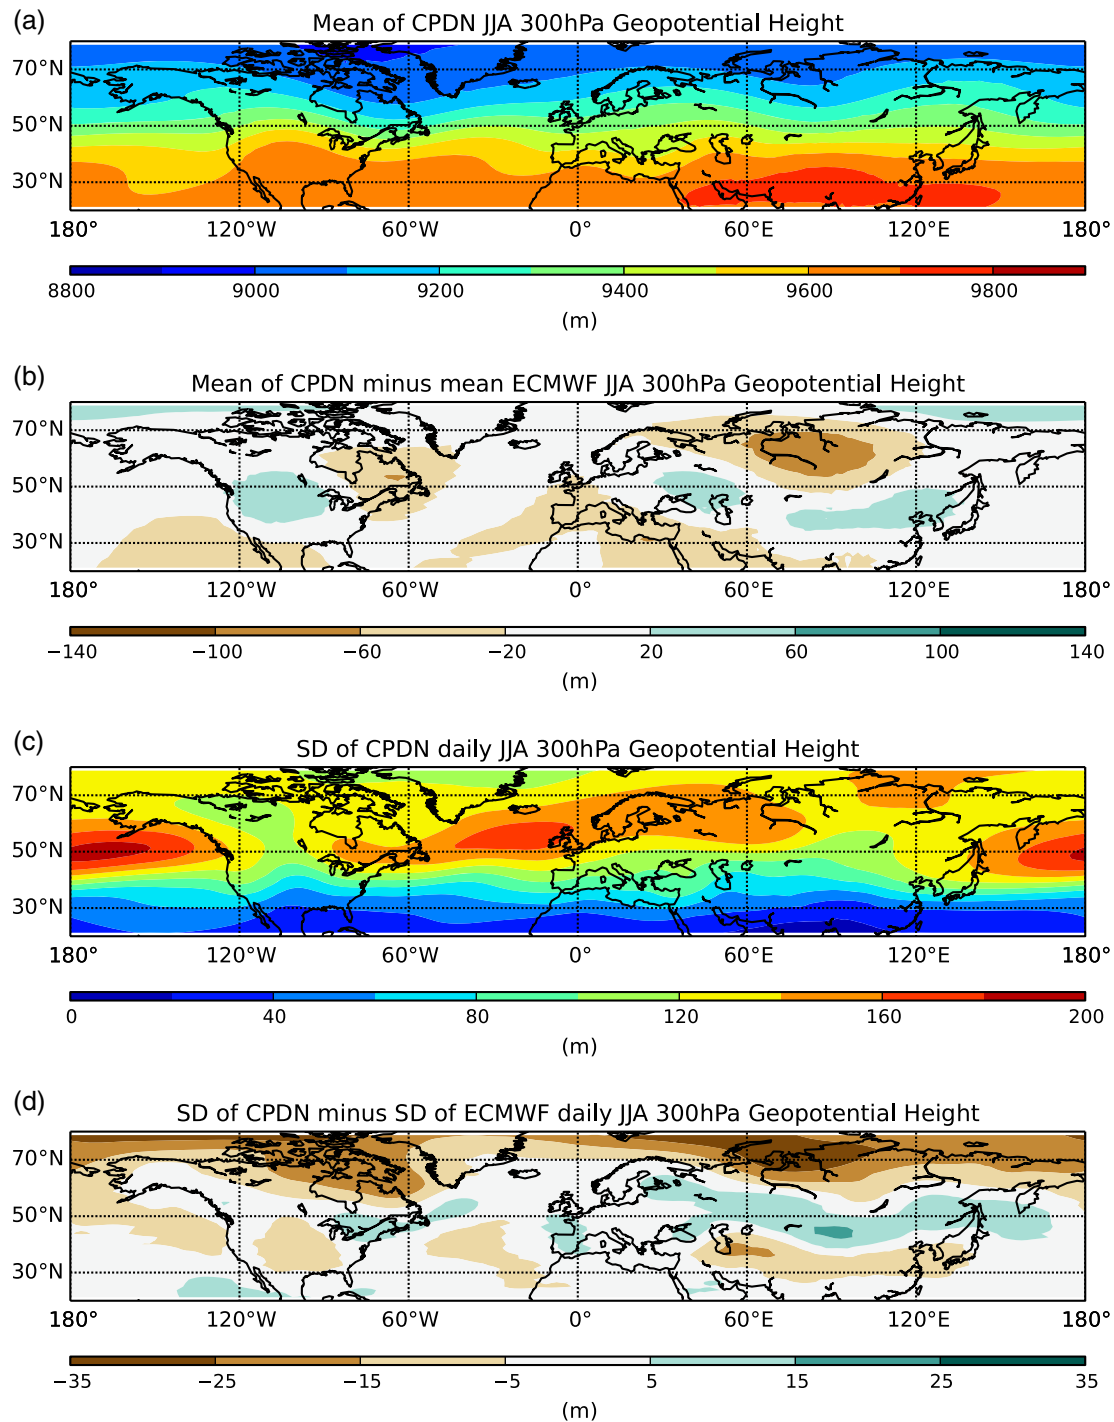 (a)
Mean of CPDN JJA 300hPa Geopotential Height
70°N
50°N
30°N
180° 120°W 60°W 0° 60°E 120°E 180°
8800 9000 9200 9400 9600 9800
(m)
(b)
Mean of CPDN minus mean ECMWF JJA 300hPa Geopotential Height
70°N
50°N
30°N
180° 120°W 60°W 0° 60°E 120°E 180°
−140 −100 −60 −20 20 60 100 140
(m)
(c)
SD of CPDN daily JJA 300hPa Geopotential Height
70°N
50°N
30°N
180° 120°W 60°W 0° 60°E 120°E 180°
0 40 80 120 160 200
(m)
(d)
SD of CPDN minus SD of ECMWF daily JJA 300hPa Geopotential Height
70°N
50°N
30°N
180° 120°W 60°W 0° 60°E 120°E 180°
−35 −25 −15 −5 5 15 25 35
(m)